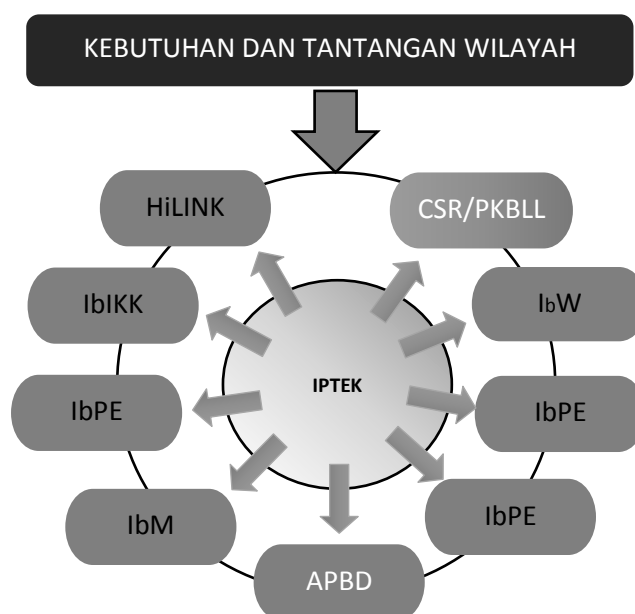 KEBUTUHAN DAN TANTANGAN WILAYAH
HiLINK
CSR/PKBLL
IbIKK
IbW
IbPE
IPTEK
IbPE
IbM
IbPE
APBD